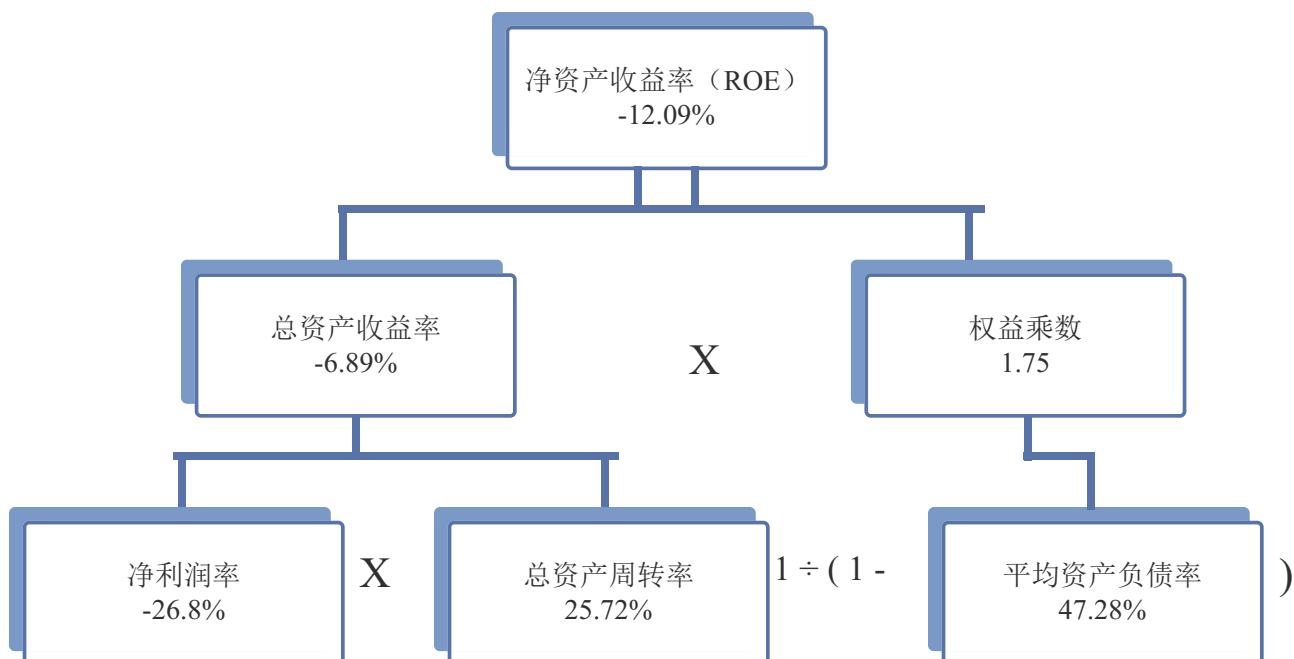 净资产收益率（ROE）
-12.09%
总资产收益率
-6.89%
X
权益乘数
1.75
净利润率
-26.8%
X
总资产周转率
25.72%
1 ÷ ( 1 -
平均资产负债率
47.28%
)